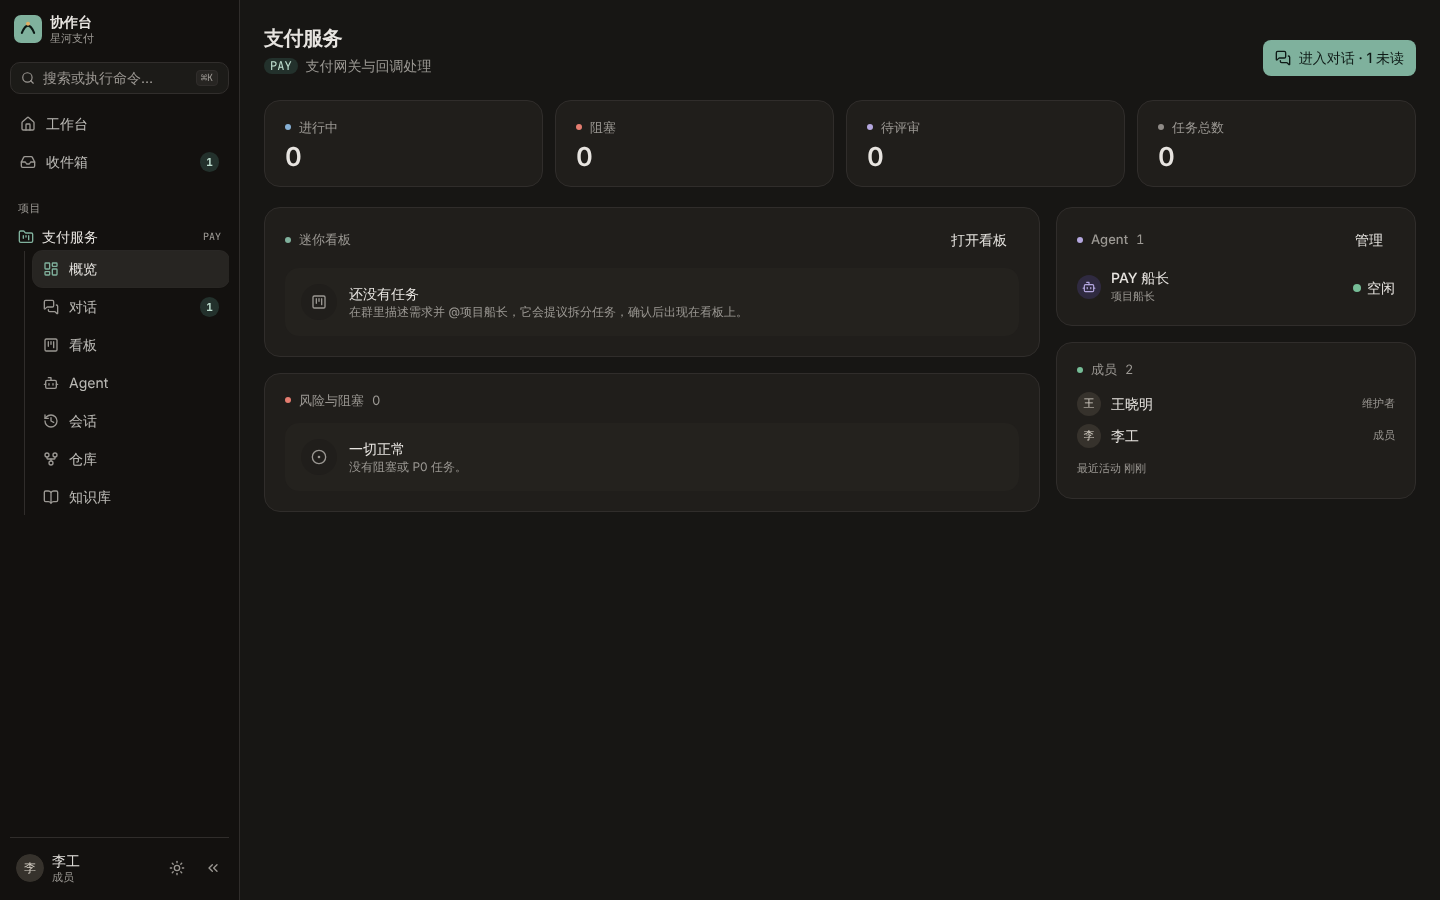 协作台
星河支付
搜索或执行命令... ⌘K
工作台
收件箱 1
项目
支付服务 PAY
概览
对话 1
看板
Agent
会话
仓库
知识库
李
李工
成员
支付服务
PAY 支付网关与回调处理
进入对话 · 1 未读
进行中
0
阻塞
0
待评审
0
任务总数
0
迷你看板 打开看板
还没有任务
在群里描述需求并 @项目船长，它会提议拆分任务，确认后出现在看板上。
风险与阻塞 0
一切正常
没有阻塞或 P0 任务。
Agent 1 管理
PAY 船长
项目船长
空闲
成员 2
王 王晓明 维护者
李 李工 成员
最近活动 刚刚